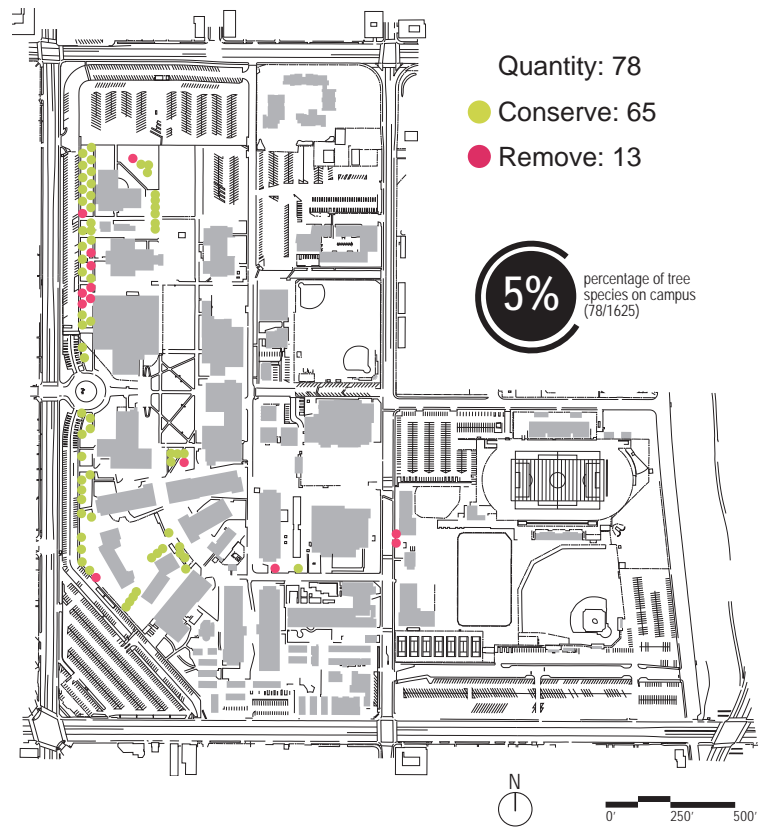 Quantity: 78
Conserve: 65
Remove: 13
5%
percentage of tree
species on campus
(78/1625)
N
0' 250' 500'